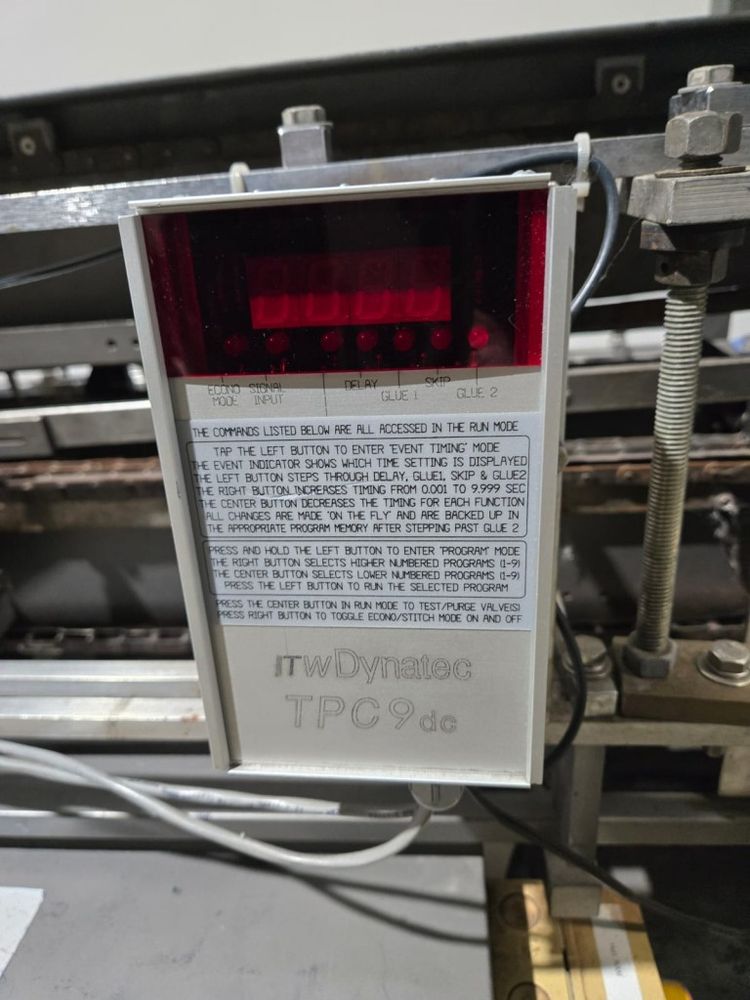 ECONO MODE
SIGNAL INPUT
DELAY
GLUE 1
SKIP
GLUE 2
THE COMMANDS LISTED BELOW ARE ALL ACCESSED IN THE RUN MODE
TAP THE LEFT BUTTON TO ENTER 'EVENT TIMING' MODE
THE EVENT INDICATOR SHOWS WHICH TIME SETTING IS DISPLAYED
THE LEFT BUTTON STEPS THROUGH DELAY, GLUE1, SKIP & GLUE2
THE RIGHT BUTTON INCREASES TIMING FROM 0.001 TO 9.999 SEC
THE CENTER BUTTON DECREASES THE TIMING FOR EACH FUNCTION
ALL CHANGES ARE MADE 'ON THE FLY' AND ARE BACKED UP IN
THE APPROPRIATE PROGRAM MEMORY AFTER STEPPING PAST GLUE 2
PRESS AND HOLD THE LEFT BUTTON TO ENTER 'PROGRAM' MODE
THE RIGHT BUTTON SELECTS HIGHER NUMBERED PROGRAMS (1-9)
THE CENTER BUTTON SELECTS LOWER NUMBERED PROGRAMS (1-9)
PRESS THE LEFT BUTTON TO RUN THE SELECTED PROGRAM
PRESS THE CENTER BUTTON IN RUN MODE TO TEST/PURGE VALVE(S)
PRESS RIGHT BUTTON TO TOGGLE ECONO/STITCH MODE ON AND OFF
ITW Dynatec
TPC9dc